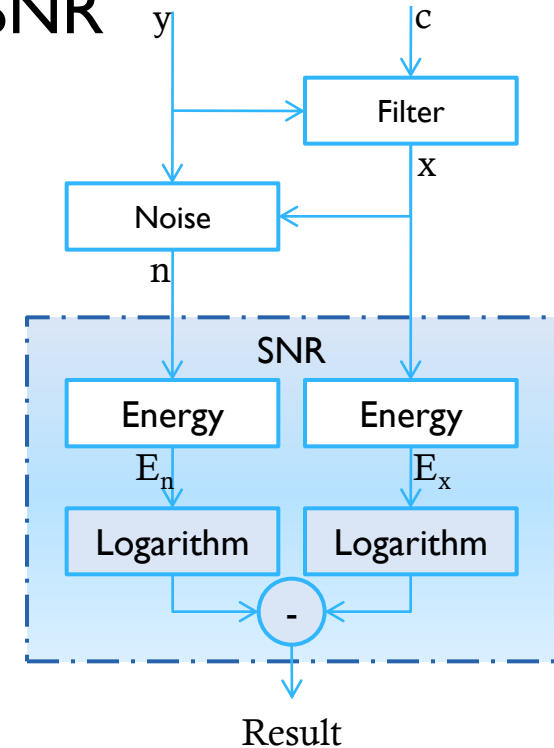 SNR
y c
Filter
x
Noise
n
SNR
Energy Energy
Eₙ Eₓ
Logarithm Logarithm
-
Result